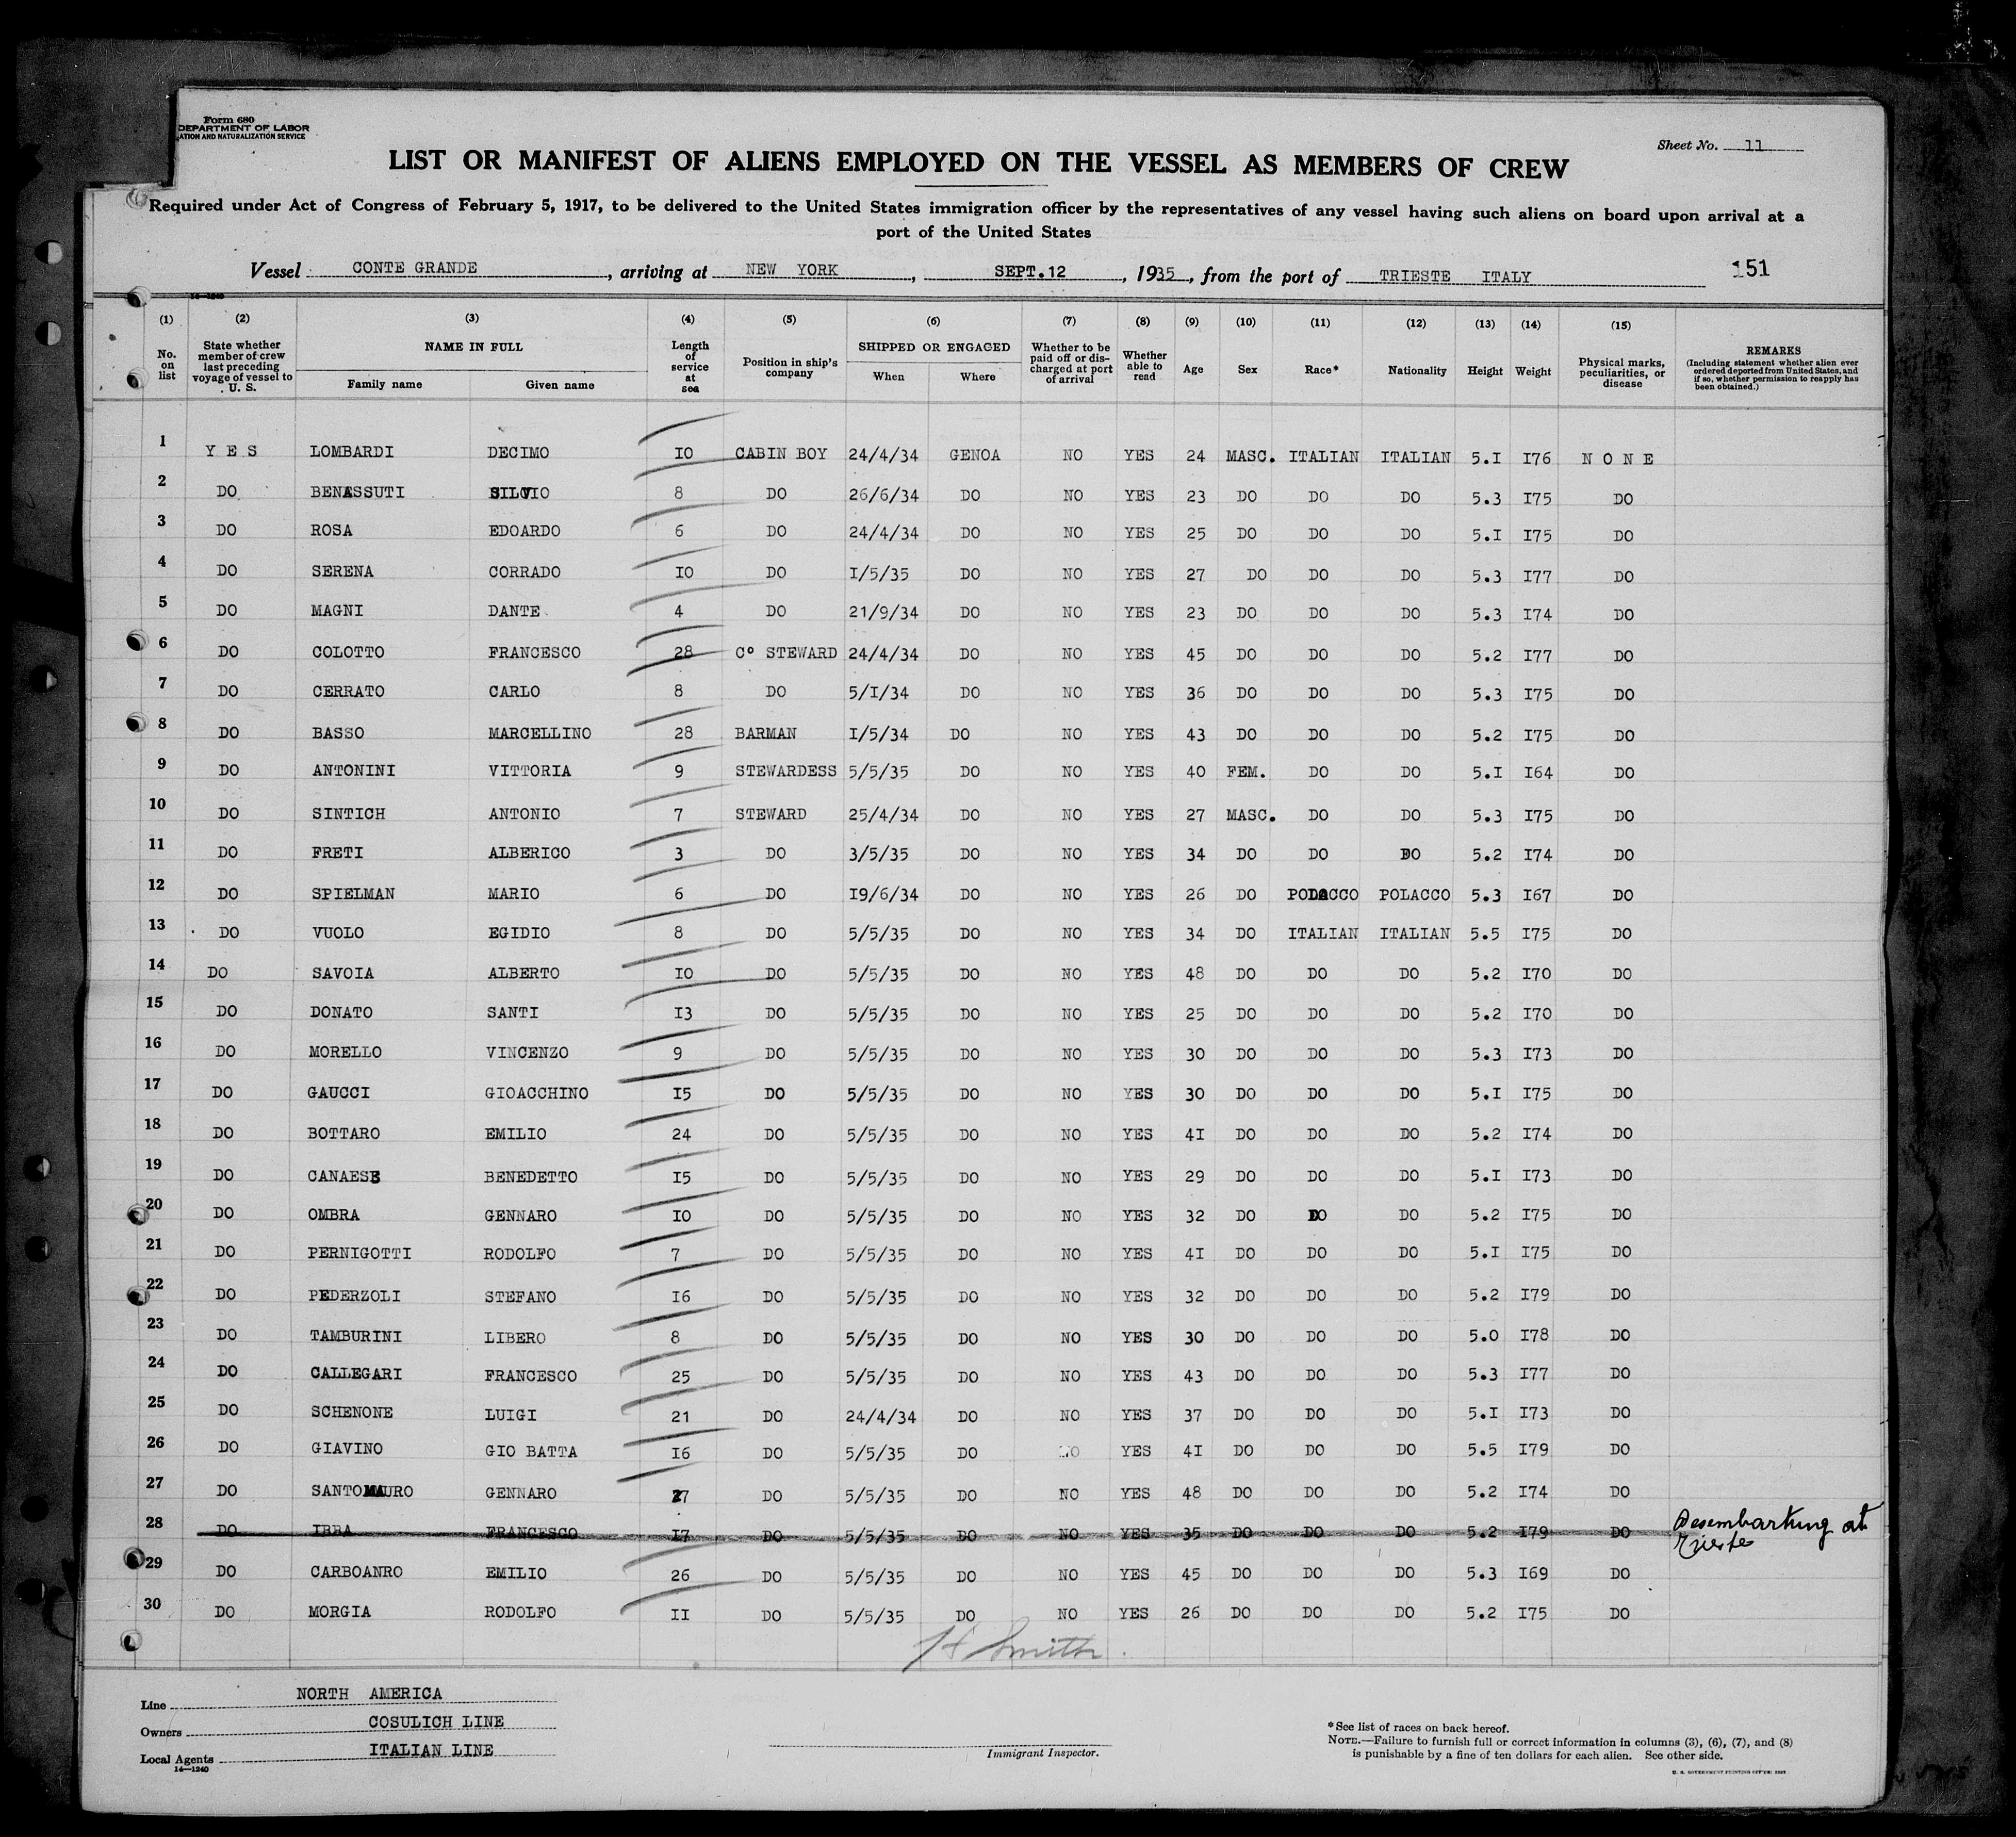 Form 680
DEPARTMENT OF LABOR
ATION AND NATURALIZATION SERVICE
Sheet No. 11
LIST OR MANIFEST OF ALIENS EMPLOYED ON THE VESSEL AS MEMBERS OF CREW
Required under Act of Congress of February 5, 1917, to be delivered to the United States immigration officer by the representatives of any vessel having such aliens on board upon arrival at a
port of the United States
Vessel CONTE GRANDE, arriving at NEW YORK, SEPT.12, 1935, from the port of TRIESTE ITALY 151
14—1240
(1) (2) (3) (4) (5) (6) (7) (8) (9) (10) (11) (12) (13) (14) (15)
No. on list State whether member of crew last preceding voyage of vessel to U. S. NAME IN FULL Family name Given name Length of service at sea Position in ship's company SHIPPED OR ENGAGED When Where Whether to be paid off or discharged at port of arrival Whether able to read Age Sex Race* Nationality Height Weight Physical marks, peculiarities, or disease REMARKS (Including statement whether alien ever ordered deported from United States, and if so, whether permission to reapply has been obtained.)
1 YES LOMBARDI DECIMO IO CABIN BOY 24/4/34 GENOA NO YES 24 MASC. ITALIAN ITALIAN 5.I I76 NONE
2 DO BENASSUTI SILVIO 8 DO 26/6/34 DO NO YES 23 DO DO DO 5.3 I75 DO
3 DO ROSA EDOARDO 6 DO 24/4/34 DO NO YES 25 DO DO DO 5.I I75 DO
4 DO SERENA CORRADO IO DO I/5/35 DO NO YES 27 DO DO DO 5.3 I77 DO
5 DO MAGNI DANTE 4 DO 21/9/34 DO NO YES 23 DO DO DO 5.3 I74 DO
6 DO COLOTTO FRANCESCO 28 Cº STEWARD 24/4/34 DO NO YES 45 DO DO DO 5.2 I77 DO
7 DO CERRATO CARLO 8 DO 5/I/34 DO NO YES 36 DO DO DO 5.3 I75 DO
8 DO BASSO MARCELLINO 28 BARMAN I/5/34 DO NO YES 43 DO DO DO 5.2 I75 DO
9 DO ANTONINI VITTORIA 9 STEWARDESS 5/5/35 DO NO YES 40 FEM. DO DO 5.I I64 DO
10 DO SINTICH ANTONIO 7 STEWARD 25/4/34 DO NO YES 27 MASC. DO DO 5.3 I75 DO
11 DO FRETI ALBERICO 3 DO 3/5/35 DO NO YES 34 DO DO DO 5.2 I74 DO
12 DO SPIELMAN MARIO 6 DO I9/6/34 DO NO YES 26 DO POLACCO POLACCO 5.3 I67 DO
13 DO VUOLO EGIDIO 8 DO 5/5/35 DO NO YES 34 DO ITALIAN ITALIAN 5.5 I75 DO
14 DO SAVOIA ALBERTO IO DO 5/5/35 DO NO YES 48 DO DO DO 5.2 I70 DO
15 DO DONATO SANTI I3 DO 5/5/35 DO NO YES 25 DO DO DO 5.2 I70 DO
16 DO MORELLO VINCENZO 9 DO 5/5/35 DO NO YES 30 DO DO DO 5.3 I73 DO
17 DO GAUCCI GIOACCHINO I5 DO 5/5/35 DO NO YES 30 DO DO DO 5.I I75 DO
18 DO BOTTARO EMILIO 24 DO 5/5/35 DO NO YES 4I DO DO DO 5.2 I74 DO
19 DO CANAESE BENEDETTO I5 DO 5/5/35 DO NO YES 29 DO DO DO 5.I I73 DO
20 DO OMBRA GENNARO IO DO 5/5/35 DO NO YES 32 DO DO DO 5.2 I75 DO
21 DO PERNIGOTTI RODOLFO 7 DO 5/5/35 DO NO YES 4I DO DO DO 5.I I75 DO
22 DO PEDERZOLI STEFANO I6 DO 5/5/35 DO NO YES 32 DO DO DO 5.2 I79 DO
23 DO TAMBURINI LIBERO 8 DO 5/5/35 DO NO YES 30 DO DO DO 5.0 I78 DO
24 DO CALLEGARI FRANCESCO 25 DO 5/5/35 DO NO YES 43 DO DO DO 5.3 I77 DO
25 DO SCHENONE LUIGI 21 DO 24/4/34 DO NO YES 37 DO DO DO 5.I I73 DO
26 DO GIAVINO GIO BATTA I6 DO 5/5/35 DO NO YES 4I DO DO DO 5.5 I79 DO
27 DO SANTOMAURO GENNARO 27 DO 5/5/35 DO NO YES 48 DO DO DO 5.2 I74 DO
28 DO IBBA FRANCESCO I7 DO 5/5/35 DO NO YES 35 DO DO DO 5.2 I79 DO Desembarking at Trieste
29 DO CARBOANRO EMILIO 26 DO 5/5/35 DO NO YES 45 DO DO DO 5.3 I69 DO
30 DO MORGIA RODOLFO II DO 5/5/35 DO NO YES 26 DO DO DO 5.2 I75 DO
H Smith.
Line NORTH AMERICA
Owners COSULICH LINE
Local Agents ITALIAN LINE
14—1240
Immigrant Inspector.
*See list of races on back hereof.
NOTE.—Failure to furnish full or correct information in columns (3), (6), (7), and (8)
is punishable by a fine of ten dollars for each alien. See other side.